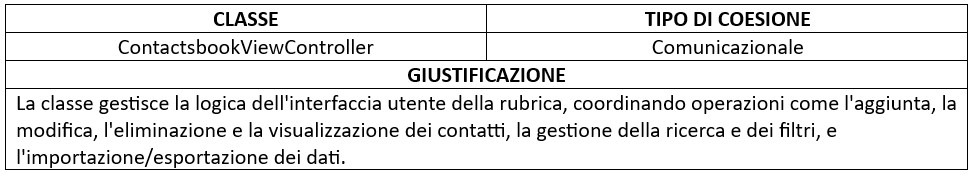 CLASSE TIPO DI COESIONE
ContactsbookViewController Comunicazionale
GIUSTIFICAZIONE
La classe gestisce la logica dell'interfaccia utente della rubrica, coordinando operazioni come l'aggiunta, la
modifica, l'eliminazione e la visualizzazione dei contatti, la gestione della ricerca e dei filtri, e
l'importazione/esportazione dei dati.